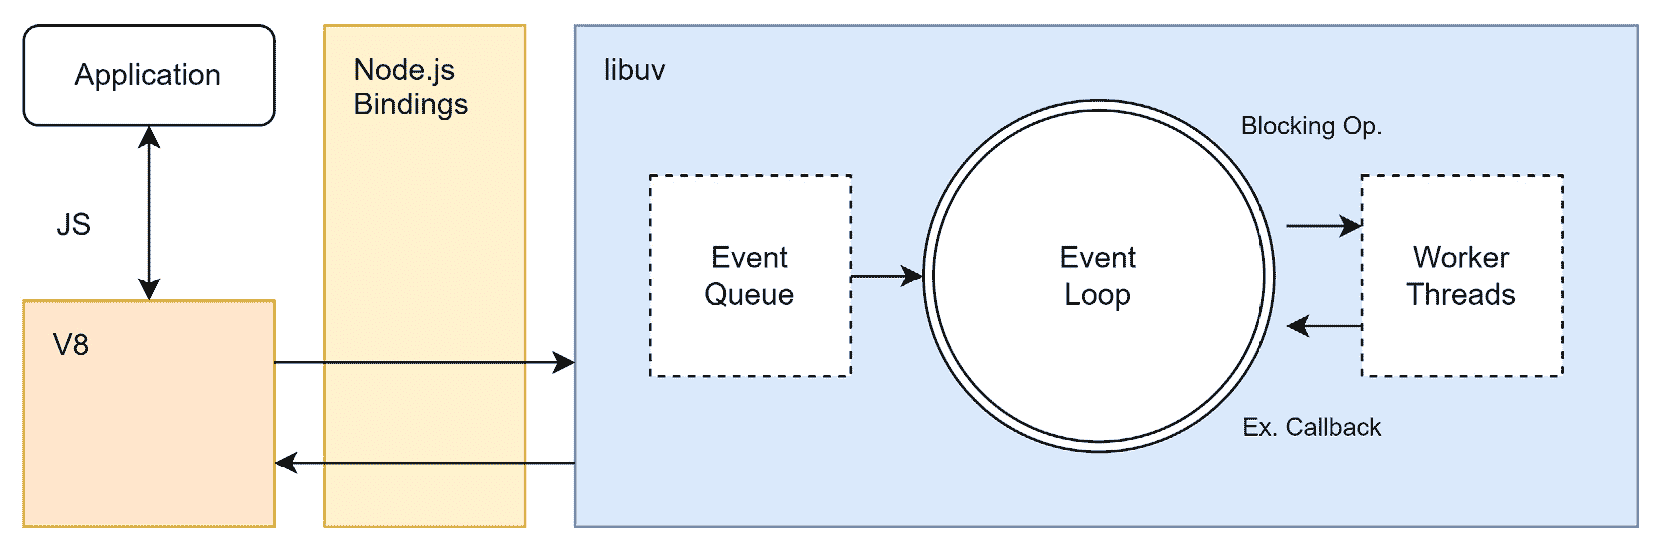 Application
Node.js
Bindings
libuv
Blocking Op.
JS
Event
Queue
Event
Loop
Worker
Threads
V8
Ex. Callback